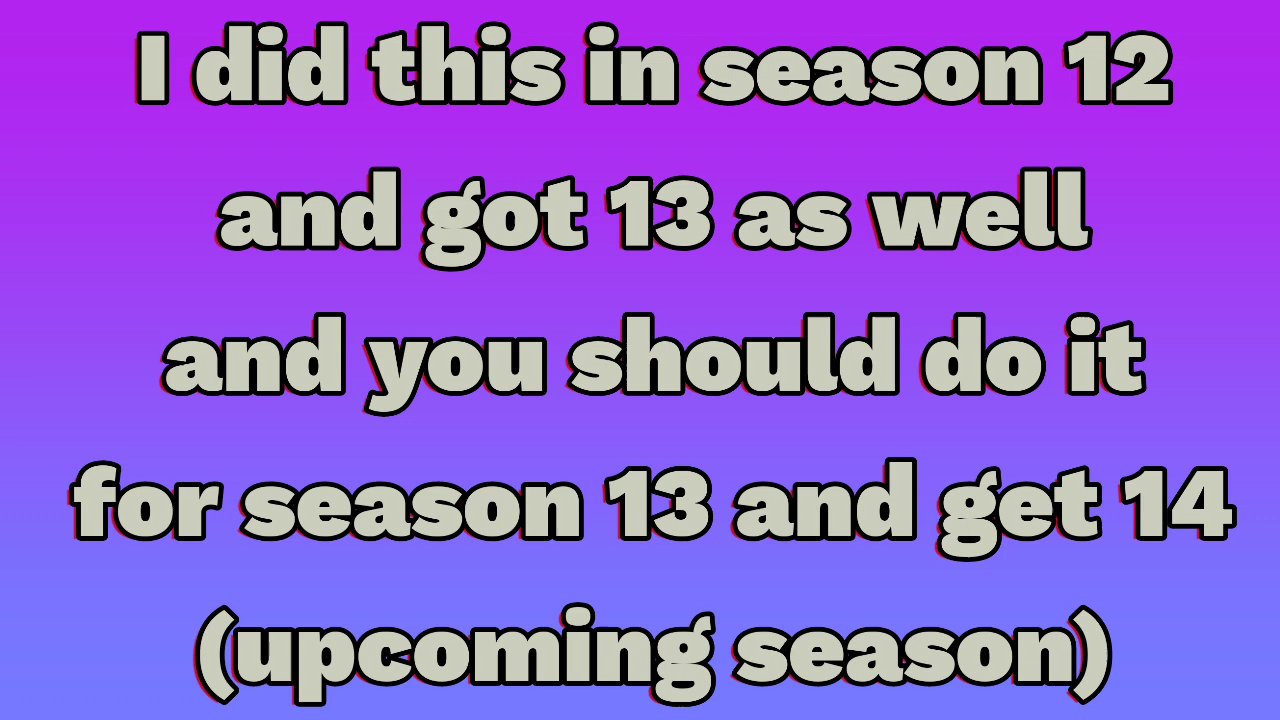 I did this in season 12
and got 13 as well
and you should do it
for season 13 and get 14
(upcoming season)